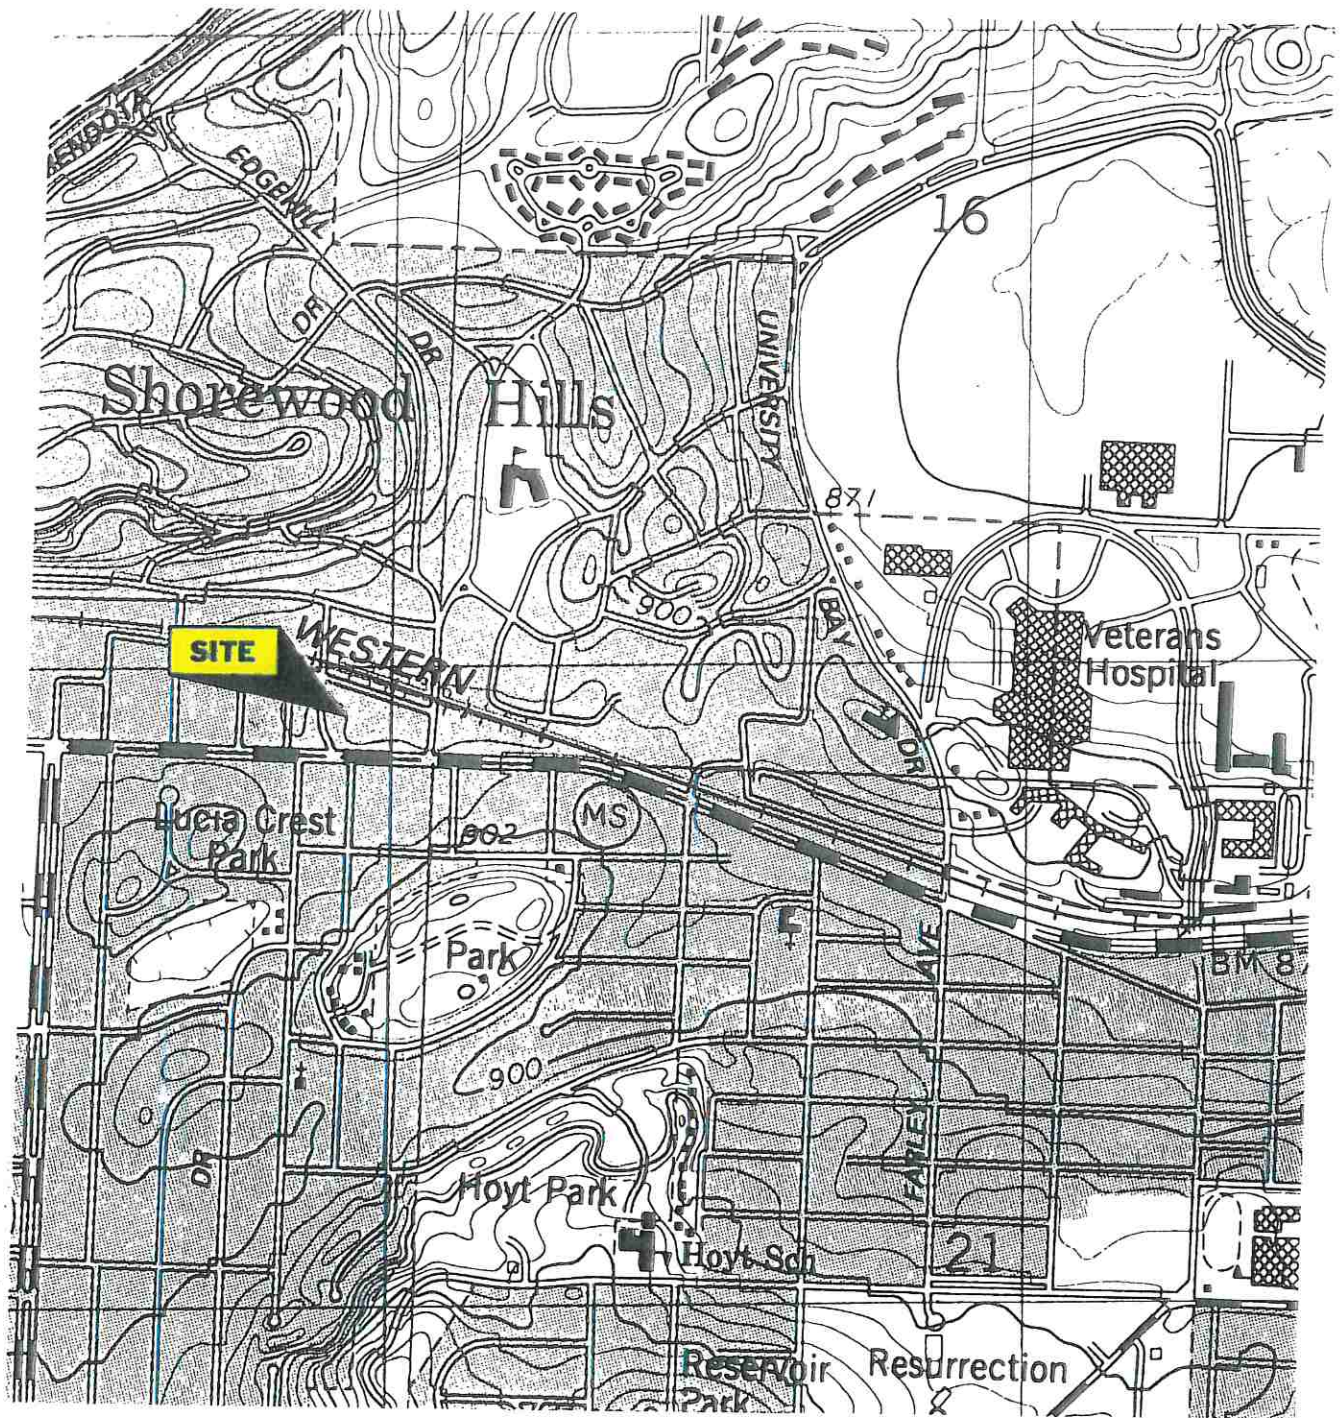 EDGEHILL
DR
DR
16
UNIVERSITY
Shorewood Hills
871
900
BAY
SITE
WESTERN
Veterans
Hospital
DR
Lucia Crest
Park
902
MS
Park
AVE
BM 8
900
FARLEY
DR
Hoyt Park
Hoyt Sch
21
Reservoir
Park
Resurrection